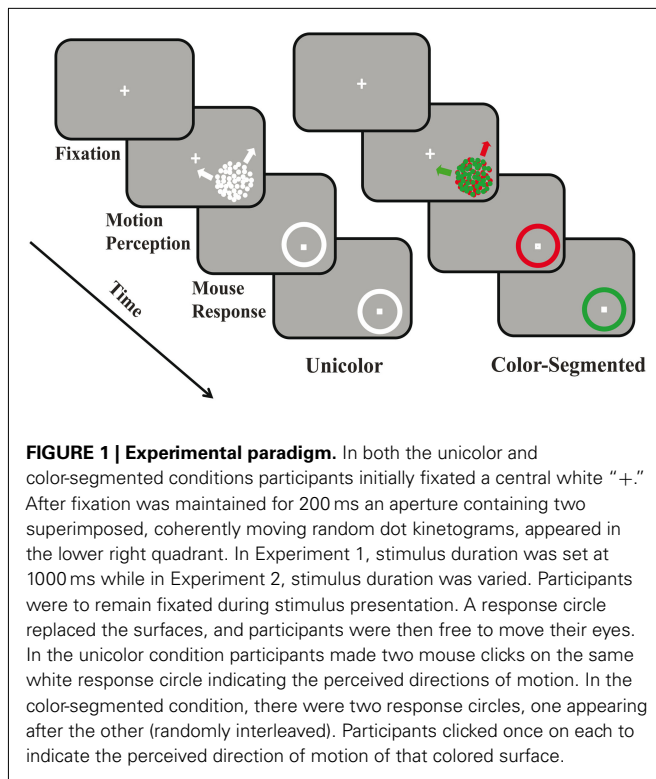 Fixation
Motion
Perception
Mouse
Response
Time
Unicolor
Color-Segmented
FIGURE 1 | Experimental paradigm. In both the unicolor and
color-segmented conditions participants initially fixated a central white “+.”
After fixation was maintained for 200 ms an aperture containing two
superimposed, coherently moving random dot kinetograms, appeared in
the lower right quadrant. In Experiment 1, stimulus duration was set at
1000 ms while in Experiment 2, stimulus duration was varied. Participants
were to remain fixated during stimulus presentation. A response circle
replaced the surfaces, and participants were then free to move their eyes.
In the unicolor condition participants made two mouse clicks on the same
white response circle indicating the perceived directions of motion. In the
color-segmented condition, there were two response circles, one appearing
after the other (randomly interleaved). Participants clicked once on each to
indicate the perceived direction of motion of that colored surface.